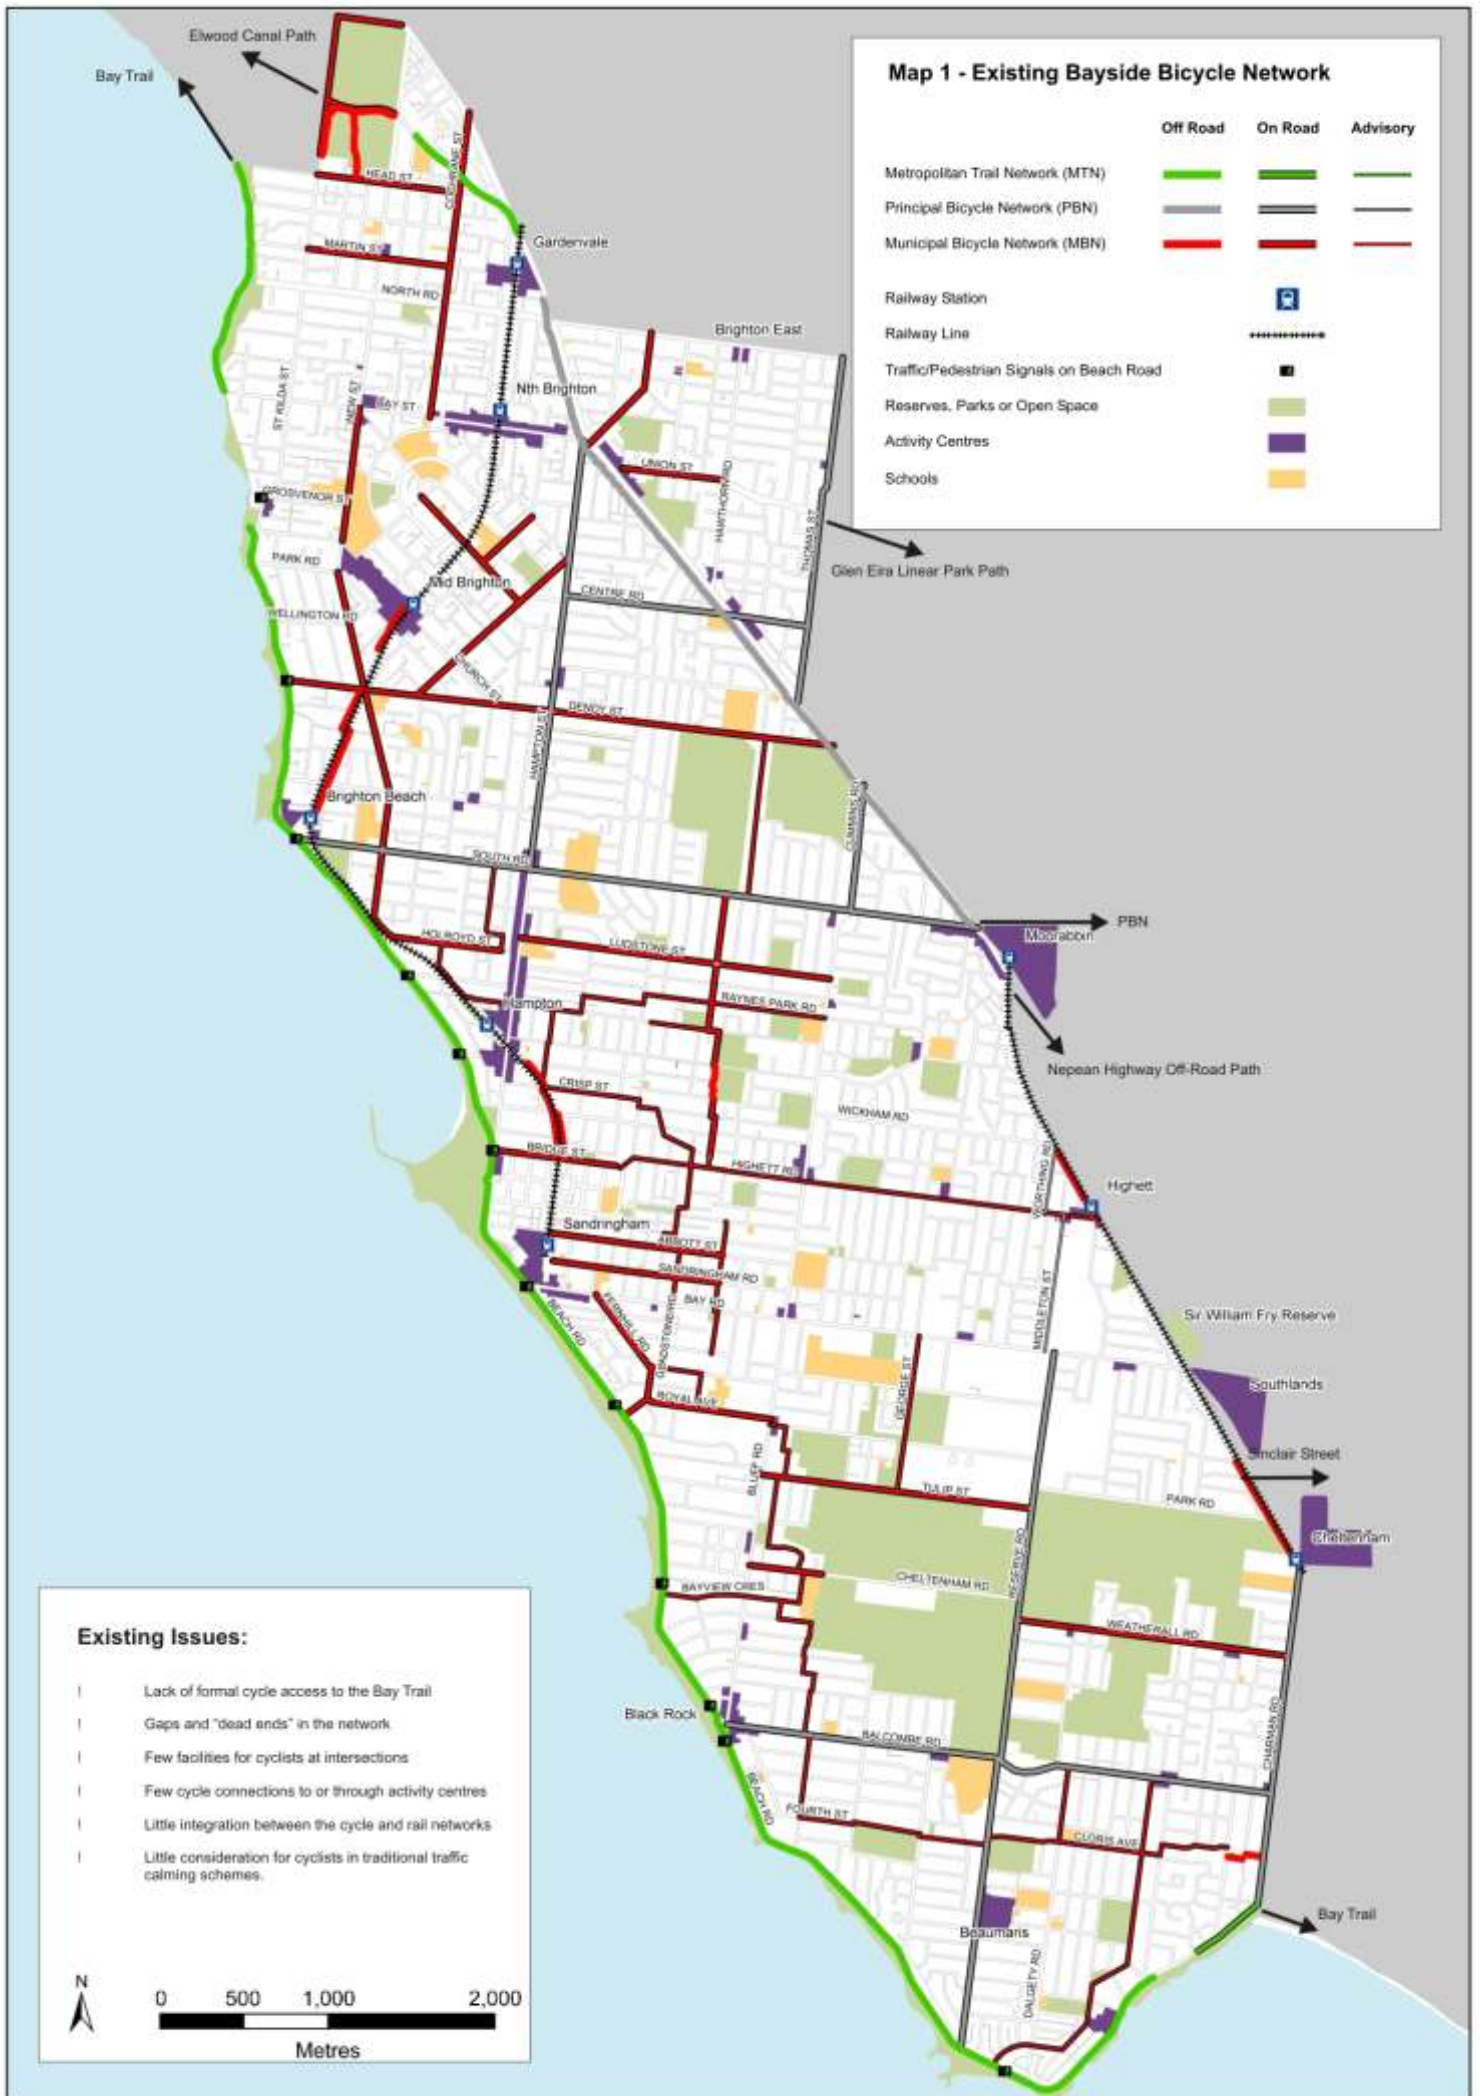 Elwood Canal Path
Bay Trail
Map 1 - Existing Bayside Bicycle Network
Off Road On Road Advisory
Metropolitan Trail Network (MTN)
Principal Bicycle Network (PBN)
Municipal Bicycle Network (MBN)
Railway Station
Railway Line
Traffic/Pedestrian Signals on Beach Road
Reserves, Parks or Open Space
Activity Centres
Schools
HEAD ST
COCHRANE ST
Gardenvale
MARTIN ST
NORTH RD
Brighton East
ST KILDA ST
NEW ST
BAY ST
Nth Brighton
UNION ST
HAWTHORN RD
THOMAS ST
GROSVENOR ST
Glen Eira Linear Park Path
PARK RD
Mid Brighton
CENTRE RD
WELLINGTON RD
CHURCH ST
DENDY ST
HAMPTON ST
Brighton Beach
CUMMINS RD
SOUTH RD
PBN
Moorabbin
HOLROYD ST
LUDSTONE ST
Hampton
RAYNES PARK RD
Nepean Highway Off-Road Path
CRISP ST
WICKHAM RD
BRIDGE ST
HIGHETT RD
WORTHING RD
Highett
Sandringham
ABBOTT ST
SANDRINGHAM RD
BAY RD
BEACH RD
FERNHILL RD
GLADSTONE RD
MIDDLETON ST
Sir William Fry Reserve
GEORGE ST
Southlands
ROYAL AVE
BLUFF RD
Sinclair Street
TULIP ST
PARK RD
Cheltenham
CHELTENHAM RD
RESERVE RD
BAYVIEW CRES
WEATHERALL RD
Black Rock
BALCOMBE RD
CHARMAN RD
BEACH RD
FOURTH ST
CLORIS AVE
Beaumaris
DALGETY RD
Bay Trail
Existing Issues:
! Lack of formal cycle access to the Bay Trail
! Gaps and "dead ends" in the network
! Few facilities for cyclists at intersections
! Few cycle connections to or through activity centres
! Little integration between the cycle and rail networks
! Little consideration for cyclists in traditional traffic
calming schemes.
N
0 500 1,000 2,000
Metres